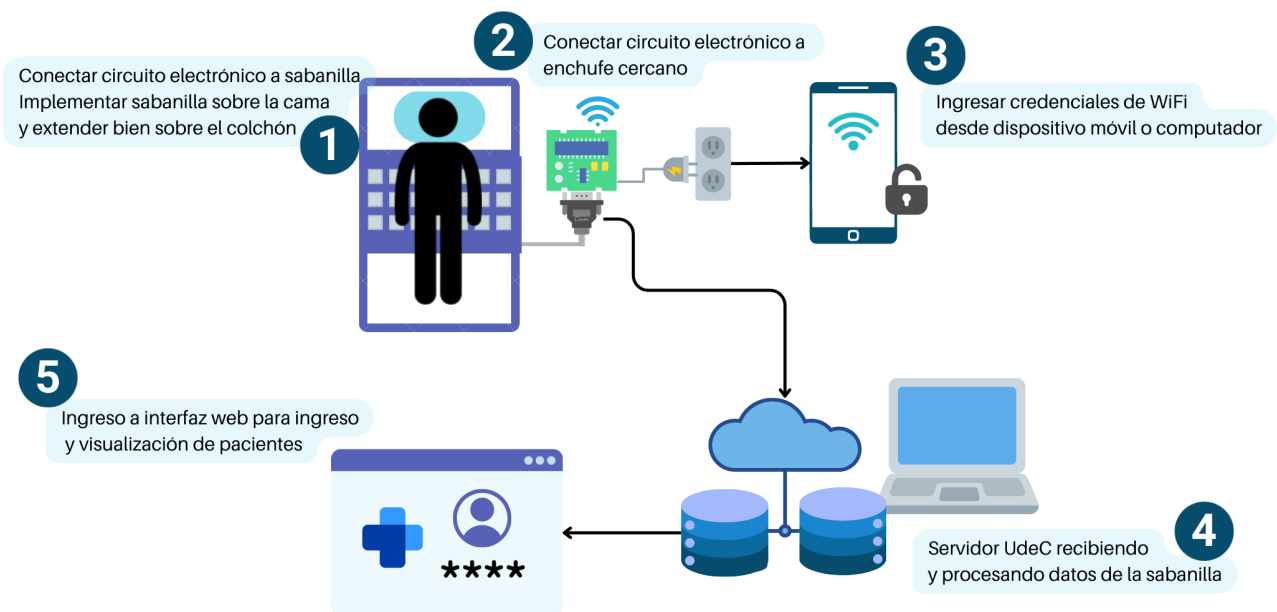 1
Conectar circuito electrónico a sabanilla
Implementar sabanilla sobre la cama
y extender bien sobre el colchón
2
Conectar circuito electrónico a
enchufe cercano
3
Ingresar credenciales de WiFi
desde dispositivo móvil o computador
4
Servidor UdeC recibiendo
y procesando datos de la sabanilla
5
Ingreso a interfaz web para ingreso
y visualización de pacientes
****